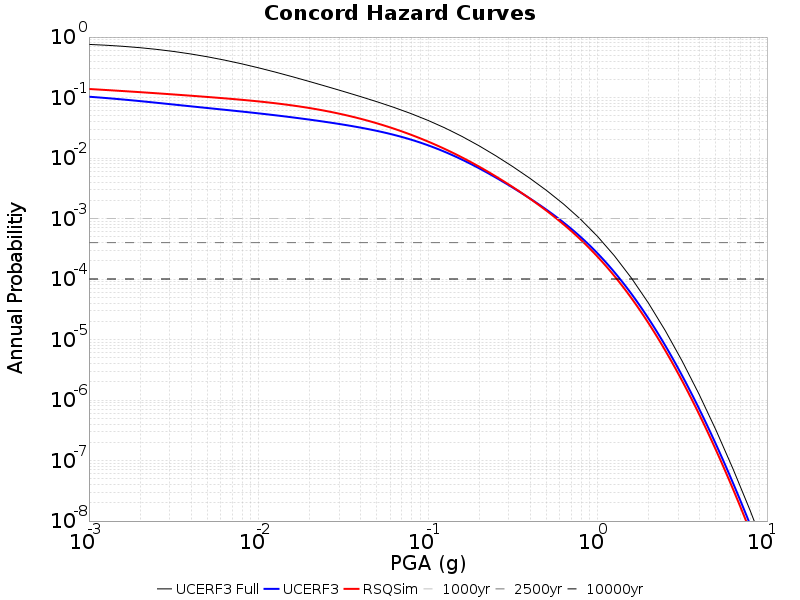 Concord Hazard Curves
Annual Probabilitiy
10^0
10^-1
10^-2
10^-3
10^-4
10^-5
10^-6
10^-7
10^-8
10^-3 10^-2 10^-1 10^0 10^1
PGA (g)
UCERF3 Full UCERF3 RSQSim 1000yr 2500yr 10000yr